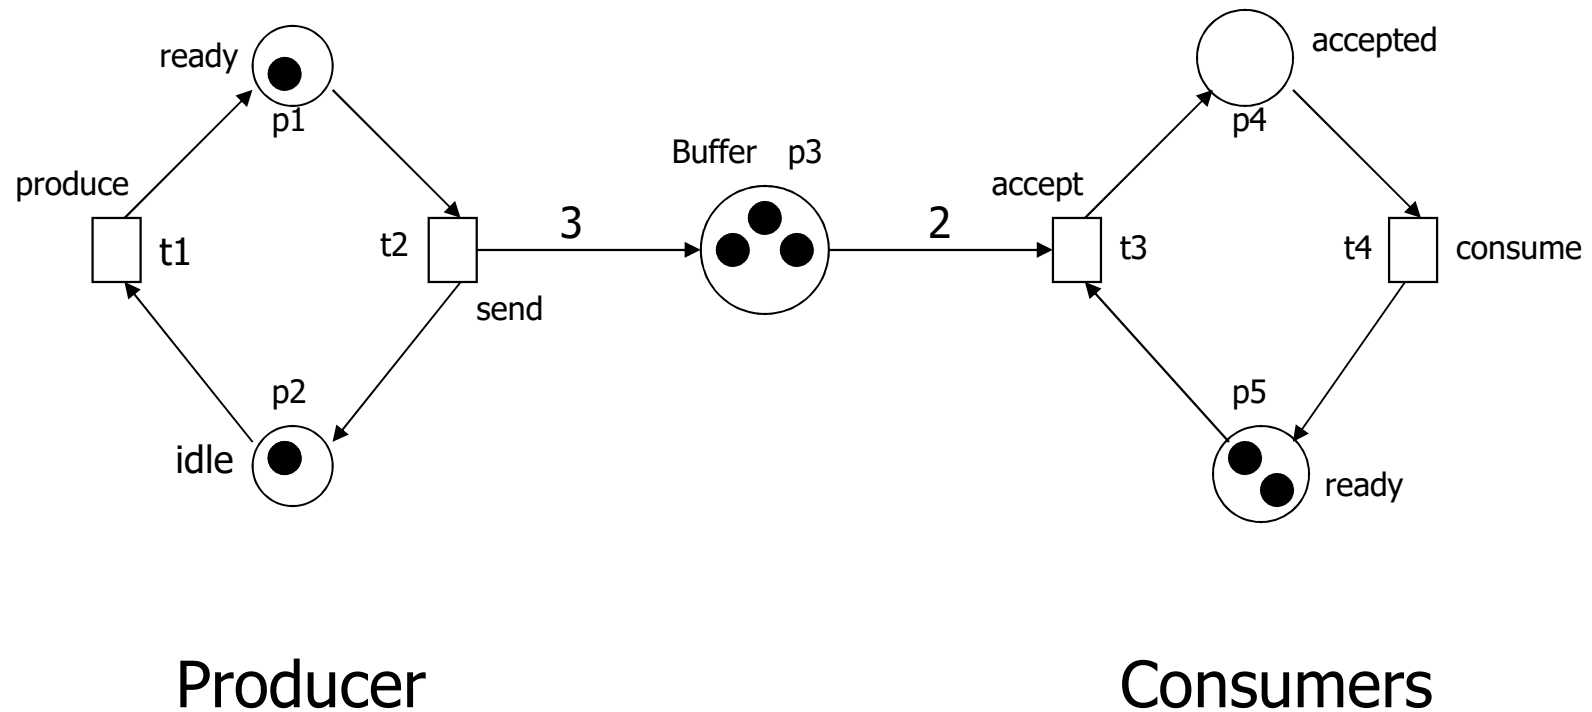 ready
p1
produce
t1
t2
send
p2
idle
3
Buffer p3
2
accepted
p4
accept
t3
t4
consume
p5
ready
Producer
Consumers